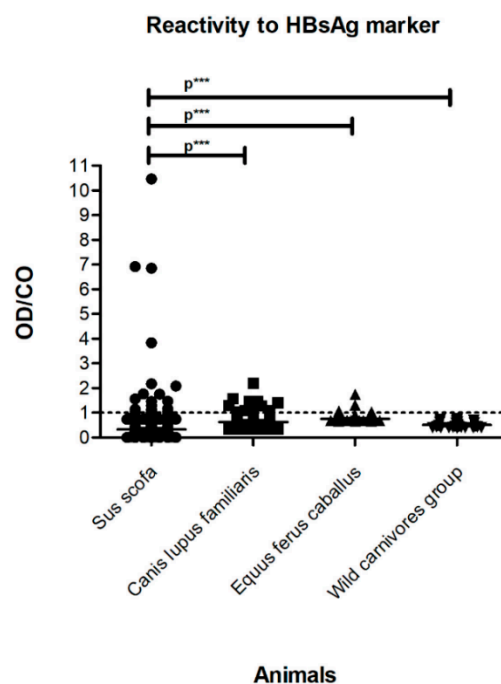 Reactivity to HBsAg marker
p***
p***
p***
11
10
9
8
7
6
5
4
3
2
1
0
OD/CO
Sus scofa
Canis lupus familiaris
Equus ferus caballus
Wild carnivores group
Animals